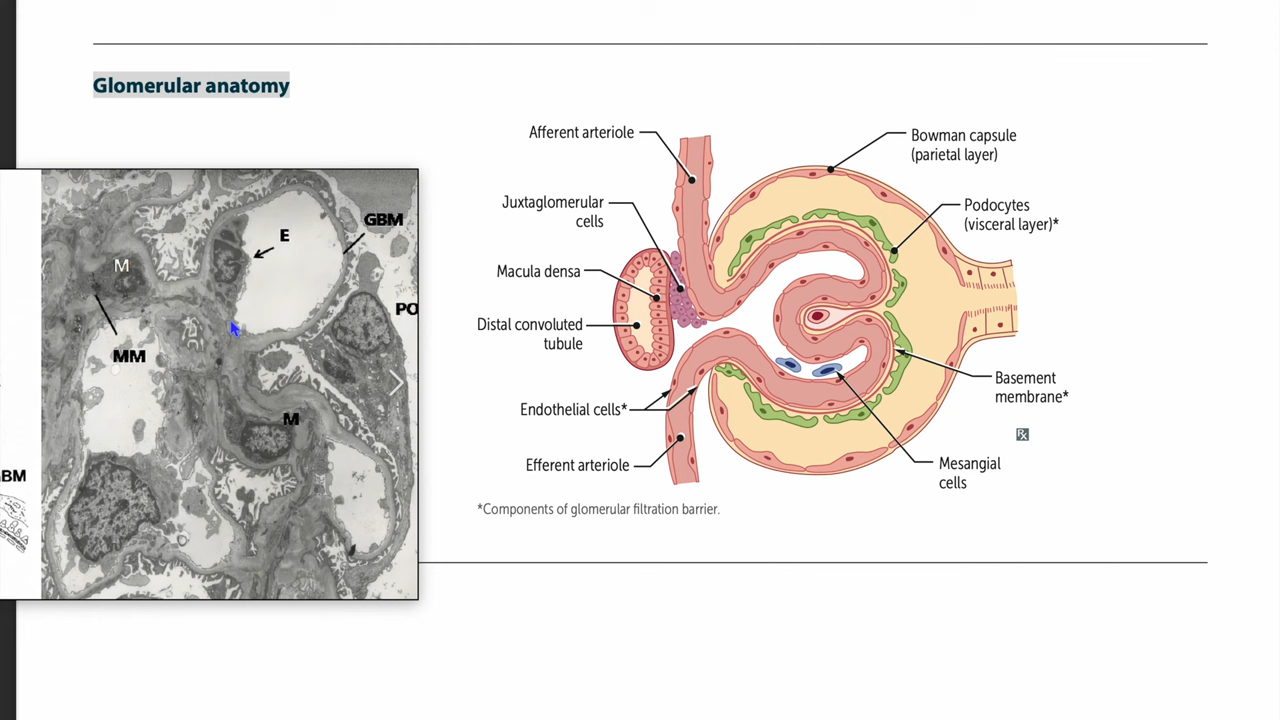 Glomerular anatomy
Afferent arteriole
Juxtaglomerular
cells
Macula densa
Distal convoluted
tubule
Endothelial cells*
Efferent arteriole
Bowman capsule
(parietal layer)
Podocytes
(visceral layer)*
Basement
membrane*
Mesangial
cells
Rx
*Components of glomerular filtration barrier.
GBM
E
M
PO
MM
M
BM